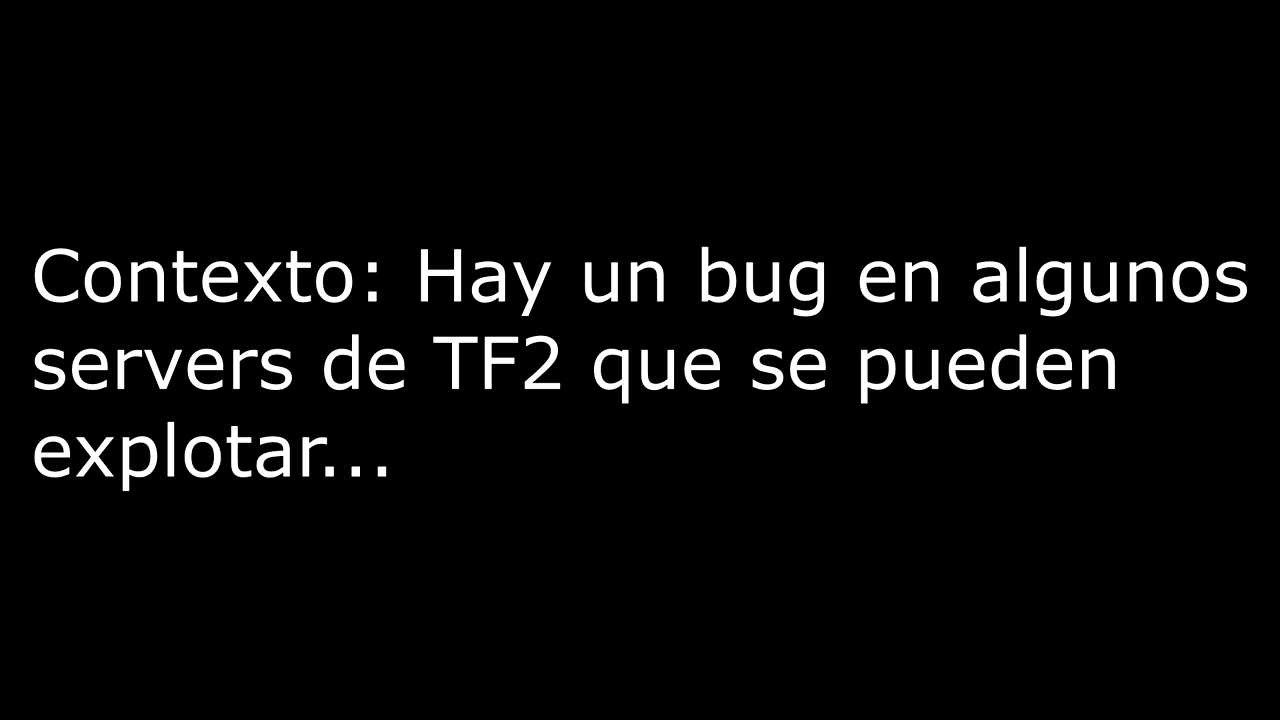 Contexto: Hay un bug en algunos
servers de TF2 que se pueden
explotar...